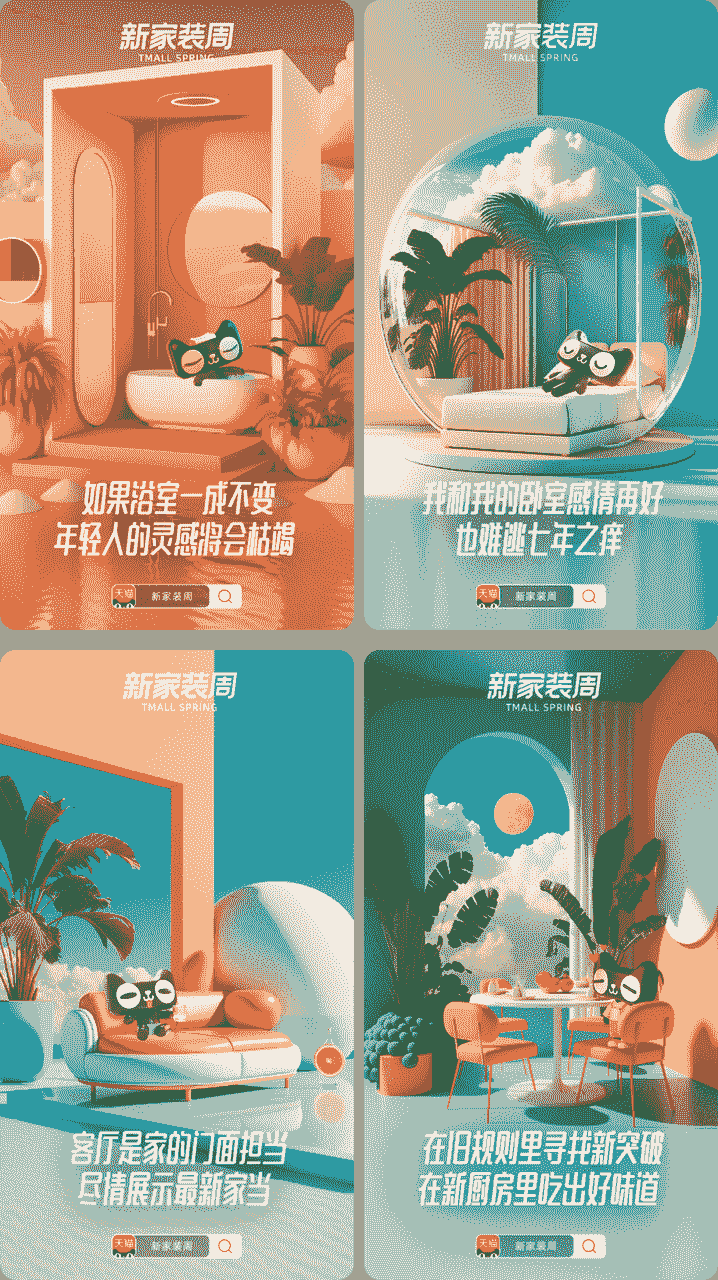 新家装周
TMALL SPRING
如果浴室一成不变
年轻人的灵感将会枯竭
天猫 新家装周
新家装周
TMALL SPRING
我和我的卧室感情再好
也难逃七年之痒
天猫 新家装周
新家装周
TMALL SPRING
客厅是家的门面担当
尽情展示最新家当
天猫 新家装周
新家装周
TMALL SPRING
在旧规则里寻找新突破
在新厨房里吃出好味道
天猫 新家装周